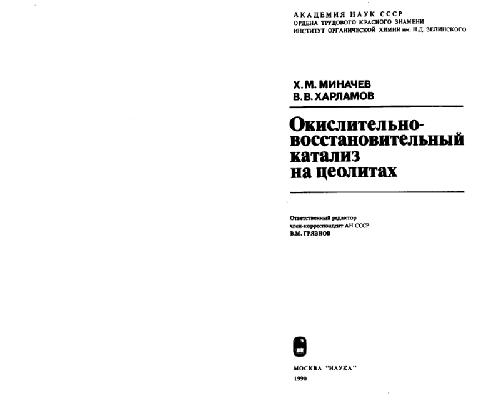 АКАДЕМИЯ НАУК СССР
ОРДЕНА ТРУДОВОГО КРАСНОГО ЗНАМЕНИ
ИНСТИТУТ ОРГАНИЧЕСКОЙ ХИМИИ им. Н.Д. ЗЕЛИНСКОГО
Х.М. МИНАЧЕВ
В.В. ХАРЛАМОВ
Окислительно-
восстановительный
катализ
на цеолитах
Ответственный редактор
член-корреспондент АН СССР
В.М. ГРЯЗНОВ
МОСКВА "НАУКА"
1990